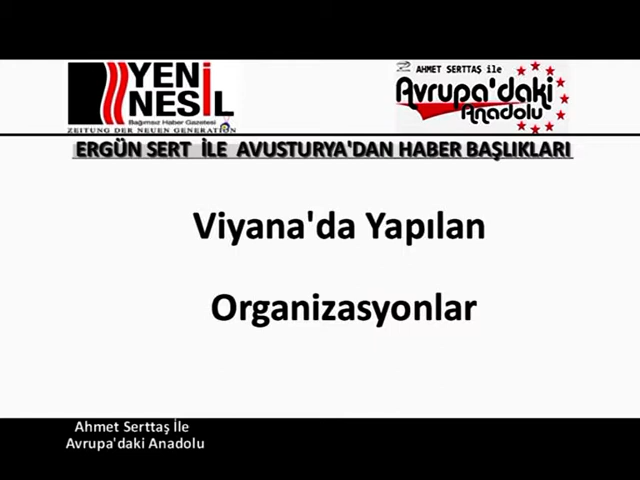 YENİ
NESİL
Bağımsız Haber Gazetesi
ZEITUNG DER NEUEN GENERATION
AHMET SERTTAŞ ile
Avrupa'daki
Anadolu
ERGÜN SERT İLE AVUSTURYA'DAN HABER BAŞLIKLARI
Viyana'da Yapılan
Organizasyonlar
Ahmet Serttaş İle
Avrupa'daki Anadolu